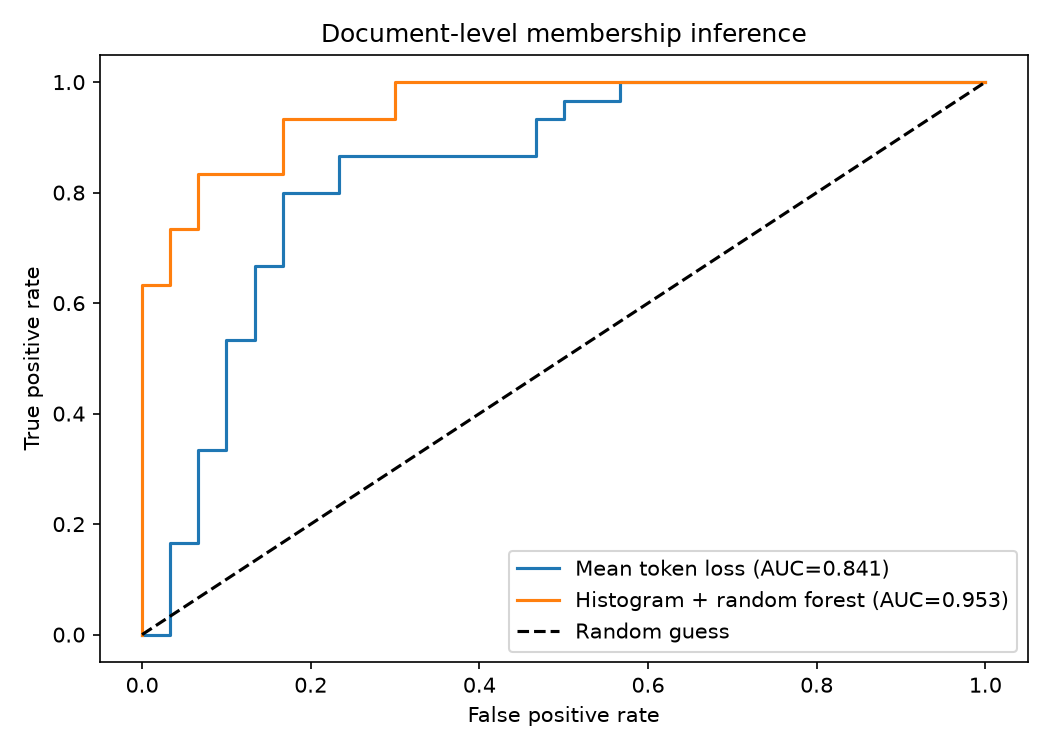 Document-level membership inference
True positive rate
1.0
0.8
0.6
0.4
0.2
0.0
Mean token loss (AUC=0.841)
Histogram + random forest (AUC=0.953)
Random guess
0.0 0.2 0.4 0.6 0.8 1.0
False positive rate